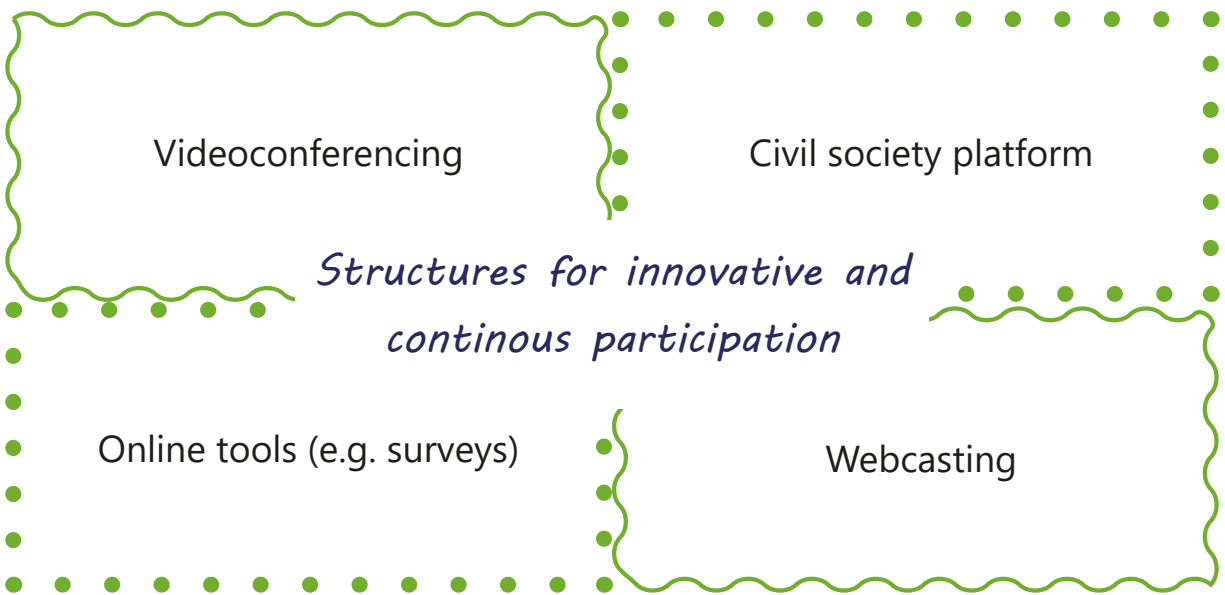 Videoconferencing
Civil society platform
Structures for innovative and
continous participation
Online tools (e.g. surveys)
Webcasting